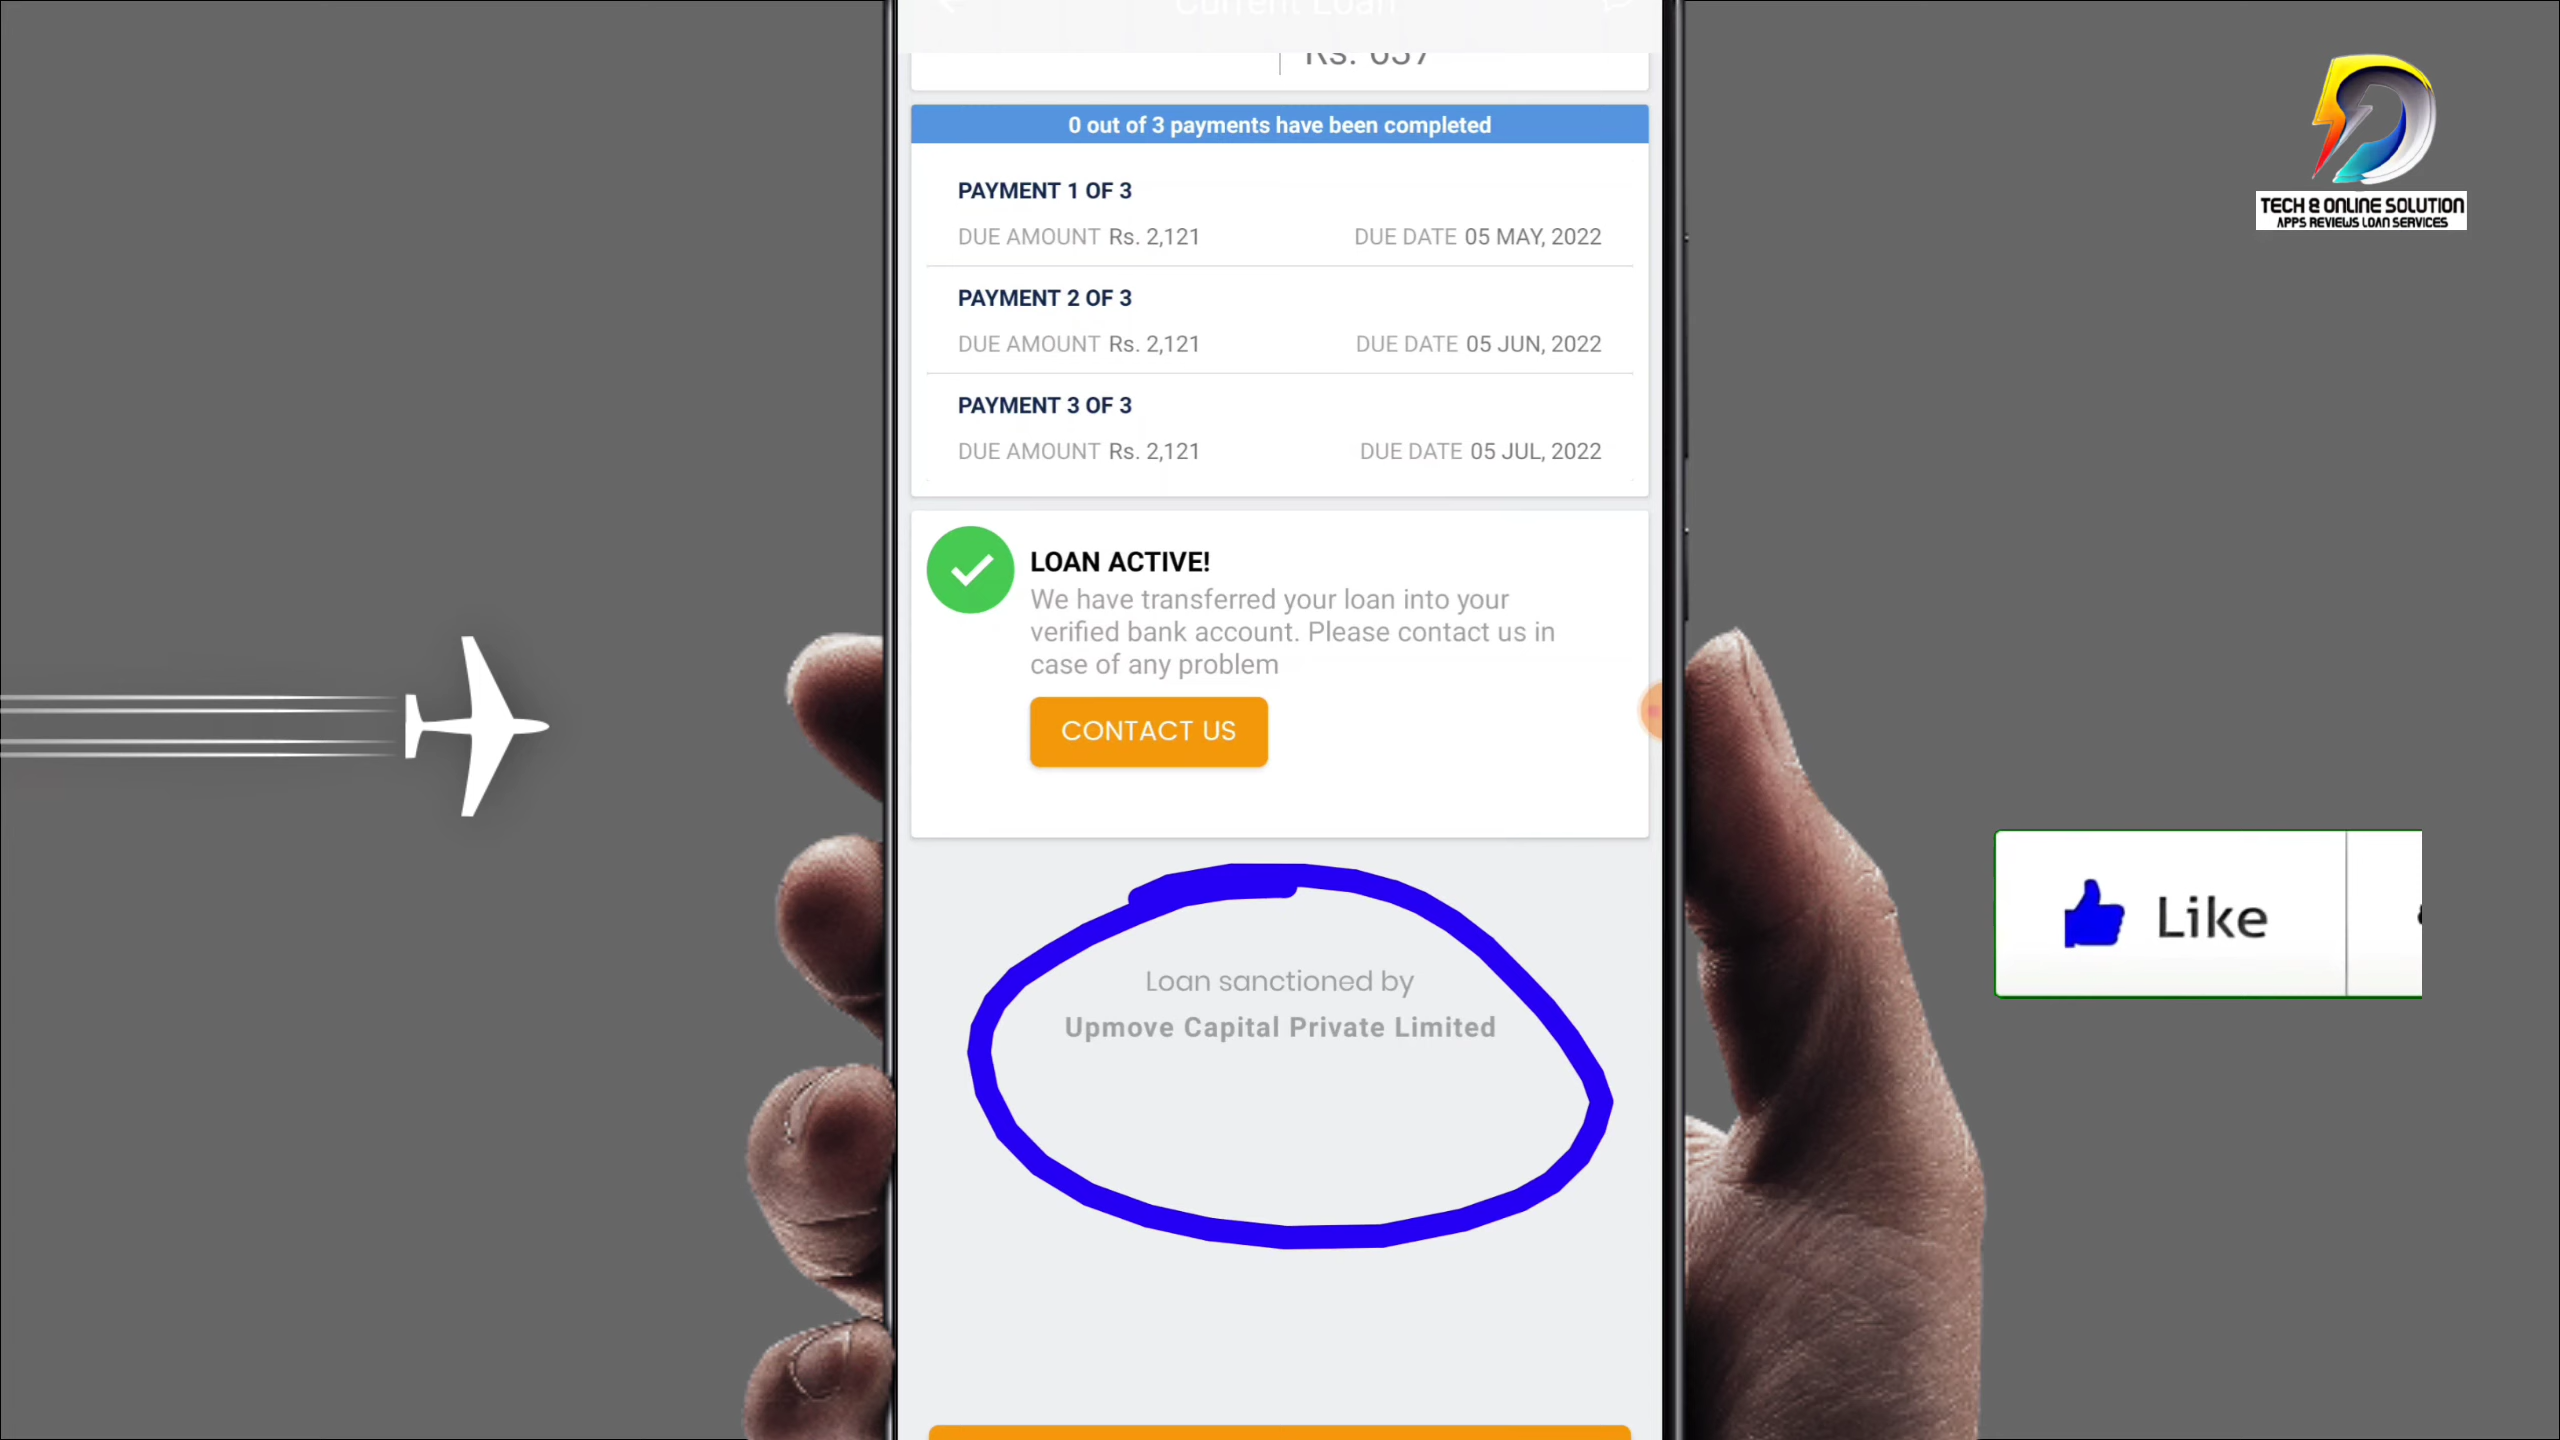 Current Loan
0 out of 3 payments have been completed
PAYMENT 1 OF 3
DUE AMOUNT Rs. 2,121 DUE DATE 05 MAY, 2022
PAYMENT 2 OF 3
DUE AMOUNT Rs. 2,121 DUE DATE 05 JUN, 2022
PAYMENT 3 OF 3
DUE AMOUNT Rs. 2,121 DUE DATE 05 JUL, 2022
LOAN ACTIVE!
We have transferred your loan into your
verified bank account. Please contact us in
case of any problem
CONTACT US
Loan sanctioned by
Upmove Capital Private Limited
TECH & ONLINE SOLUTION
APPS REVIEWS LOAN SERVICES
Like